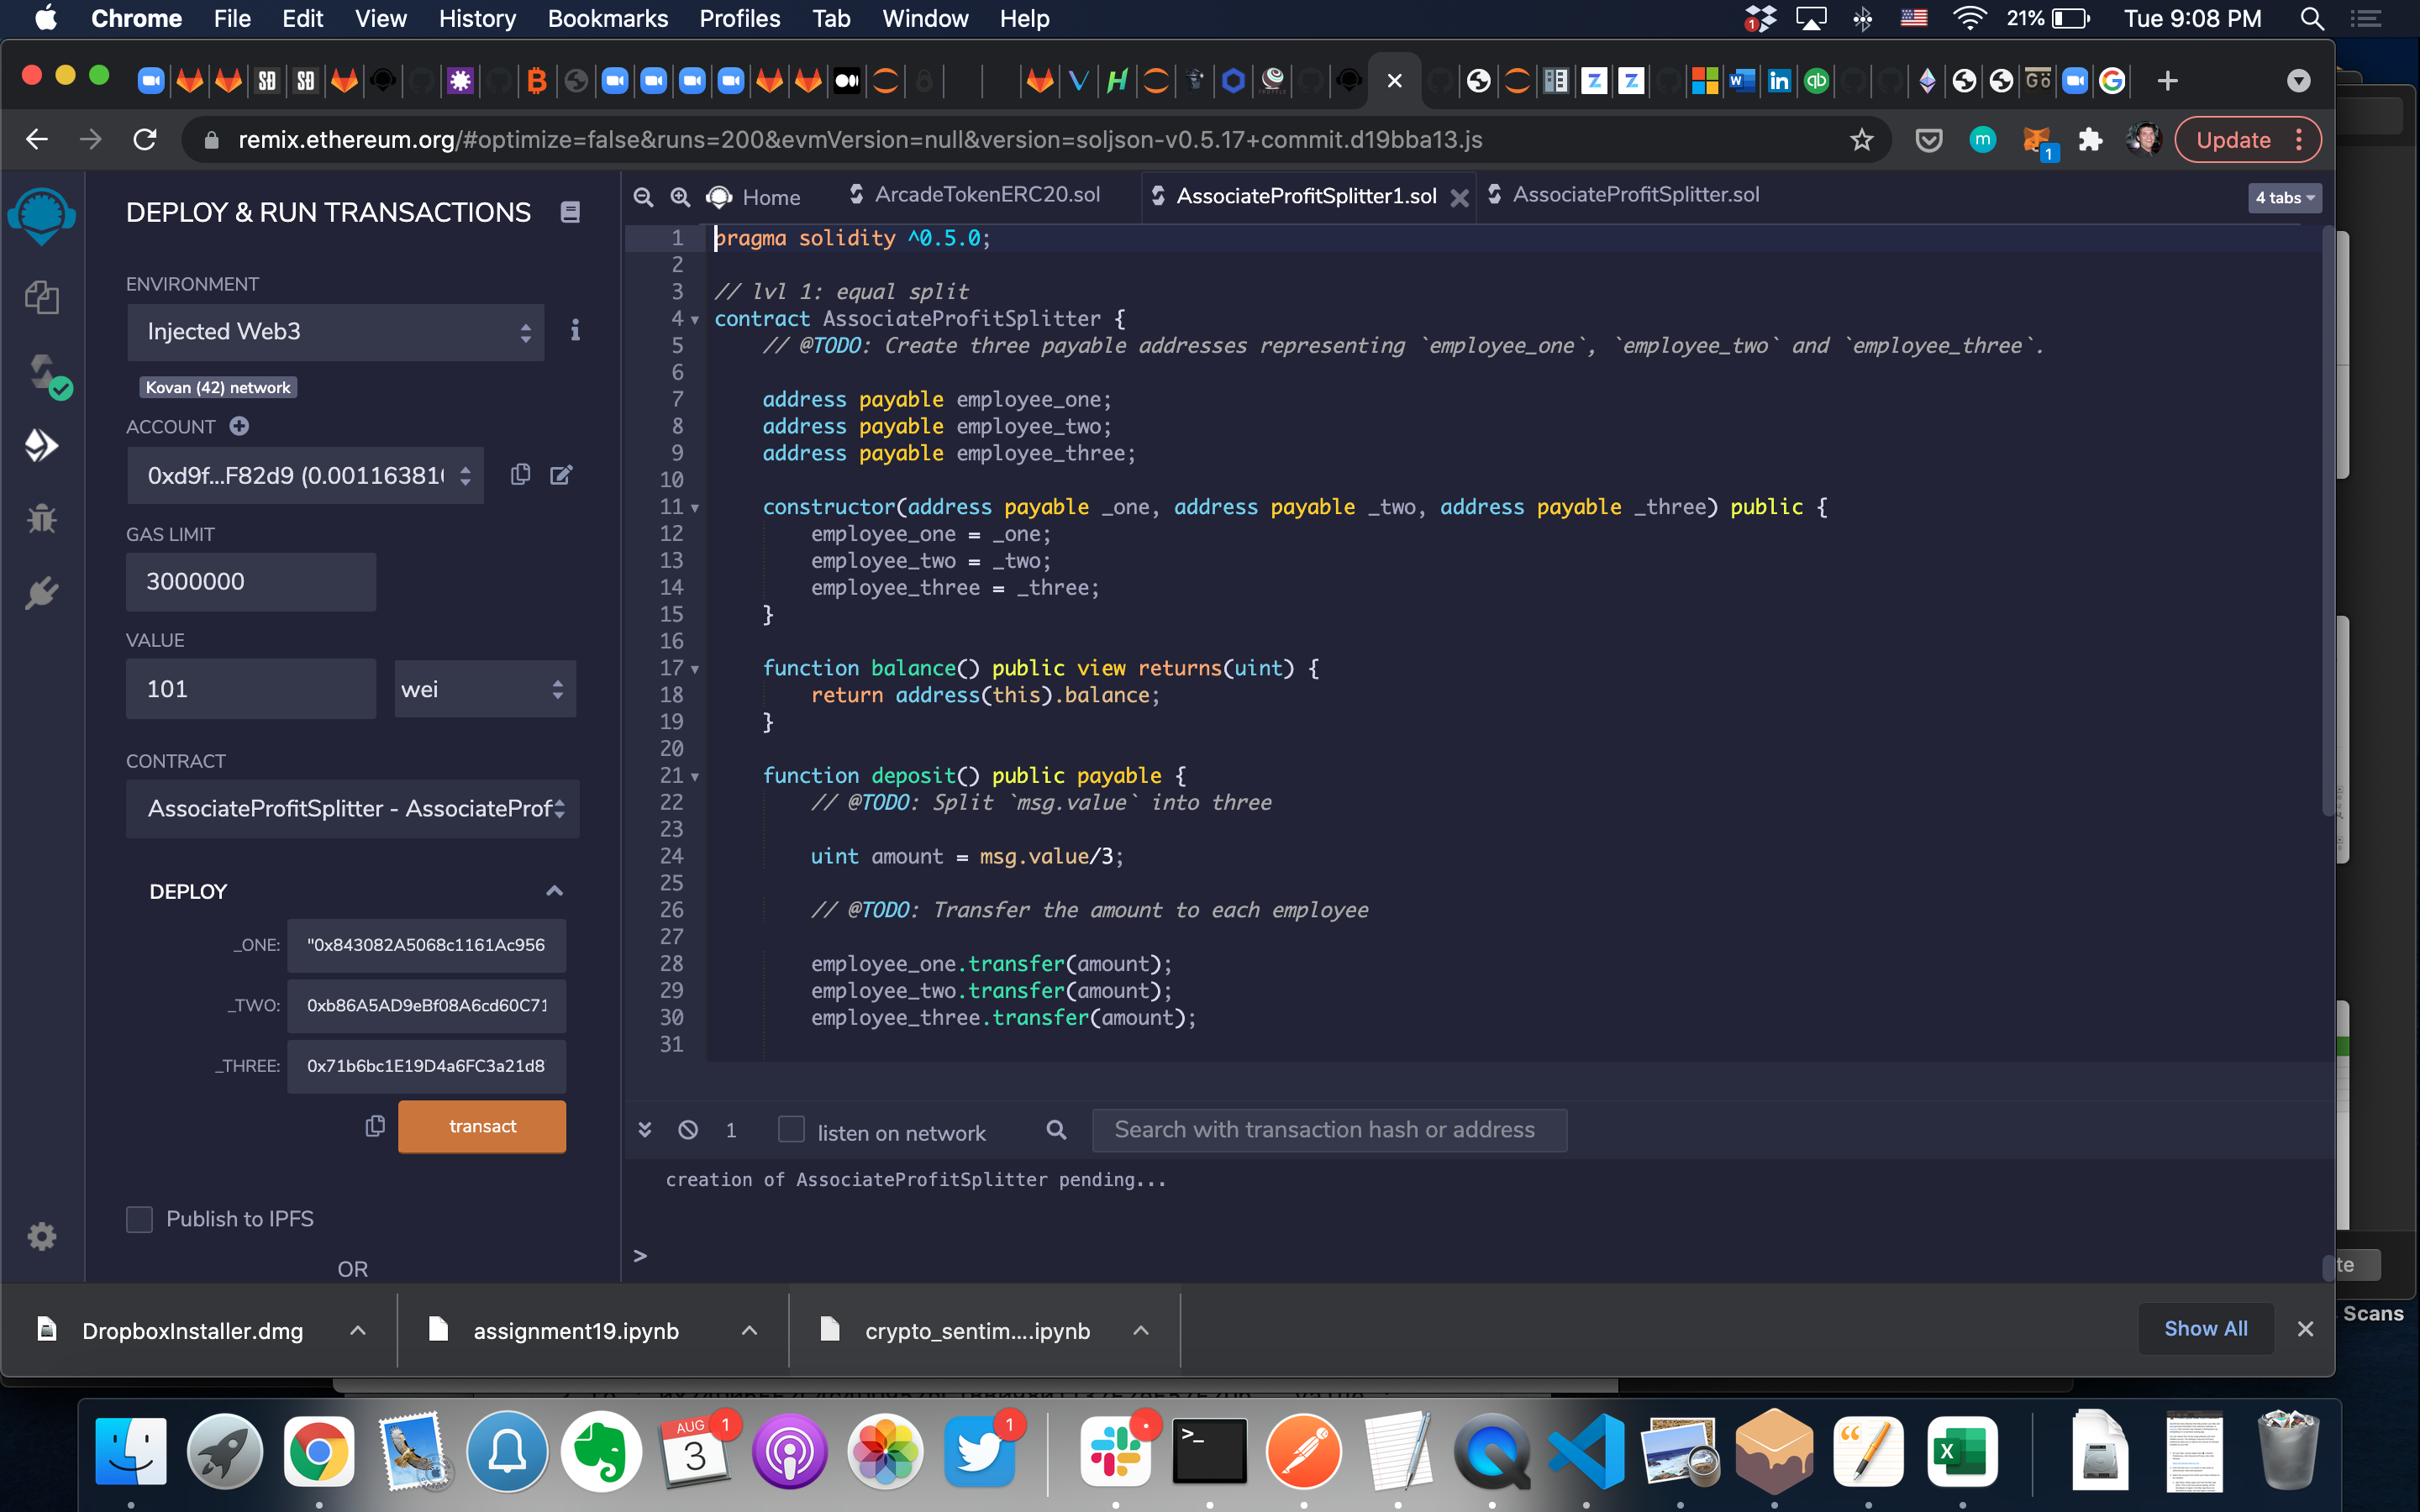 Chrome File Edit View History Bookmarks Profiles Tab Window Help 21% Tue 9:08 PM
remix.ethereum.org/#optimize=false&runs=200&evmVersion=null&version=soljson-v0.5.17+commit.d19bba13.js
Update
DEPLOY & RUN TRANSACTIONS
ENVIRONMENT
Injected Web3
Kovan (42) network
ACCOUNT
0xd9f...F82d9 (0.00116381
GAS LIMIT
3000000
VALUE
101
wei
CONTRACT
AssociateProfitSplitter - AssociateProf
DEPLOY
_ONE: "0x843082A5068c1161Ac956
_TWO: 0xb86A5AD9eBf08A6cd60C71
_THREE: 0x71b6bc1E19D4a6FC3a21d8
transact
Publish to IPFS
OR
Home ArcadeTokenERC20.sol AssociateProfitSplitter1.sol AssociateProfitSplitter.sol 4 tabs
1 pragma solidity ^0.5.0;
2
3 // lvl 1: equal split
4 contract AssociateProfitSplitter {
5 // @TODO: Create three payable addresses representing `employee_one`, `employee_two` and `employee_three`.
6
7 address payable employee_one;
8 address payable employee_two;
9 address payable employee_three;
10
11 constructor(address payable _one, address payable _two, address payable _three) public {
12 employee_one = _one;
13 employee_two = _two;
14 employee_three = _three;
15 }
16
17 function balance() public view returns(uint) {
18 return address(this).balance;
19 }
20
21 function deposit() public payable {
22 // @TODO: Split `msg.value` into three
23
24 uint amount = msg.value/3;
25
26 // @TODO: Transfer the amount to each employee
27
28 employee_one.transfer(amount);
29 employee_two.transfer(amount);
30 employee_three.transfer(amount);
31
1 listen on network Search with transaction hash or address
creation of AssociateProfitSplitter pending...
>
te
Scans
DropboxInstaller.dmg assignment19.ipynb crypto_sentim....ipynb Show All
AUG
3
1
1